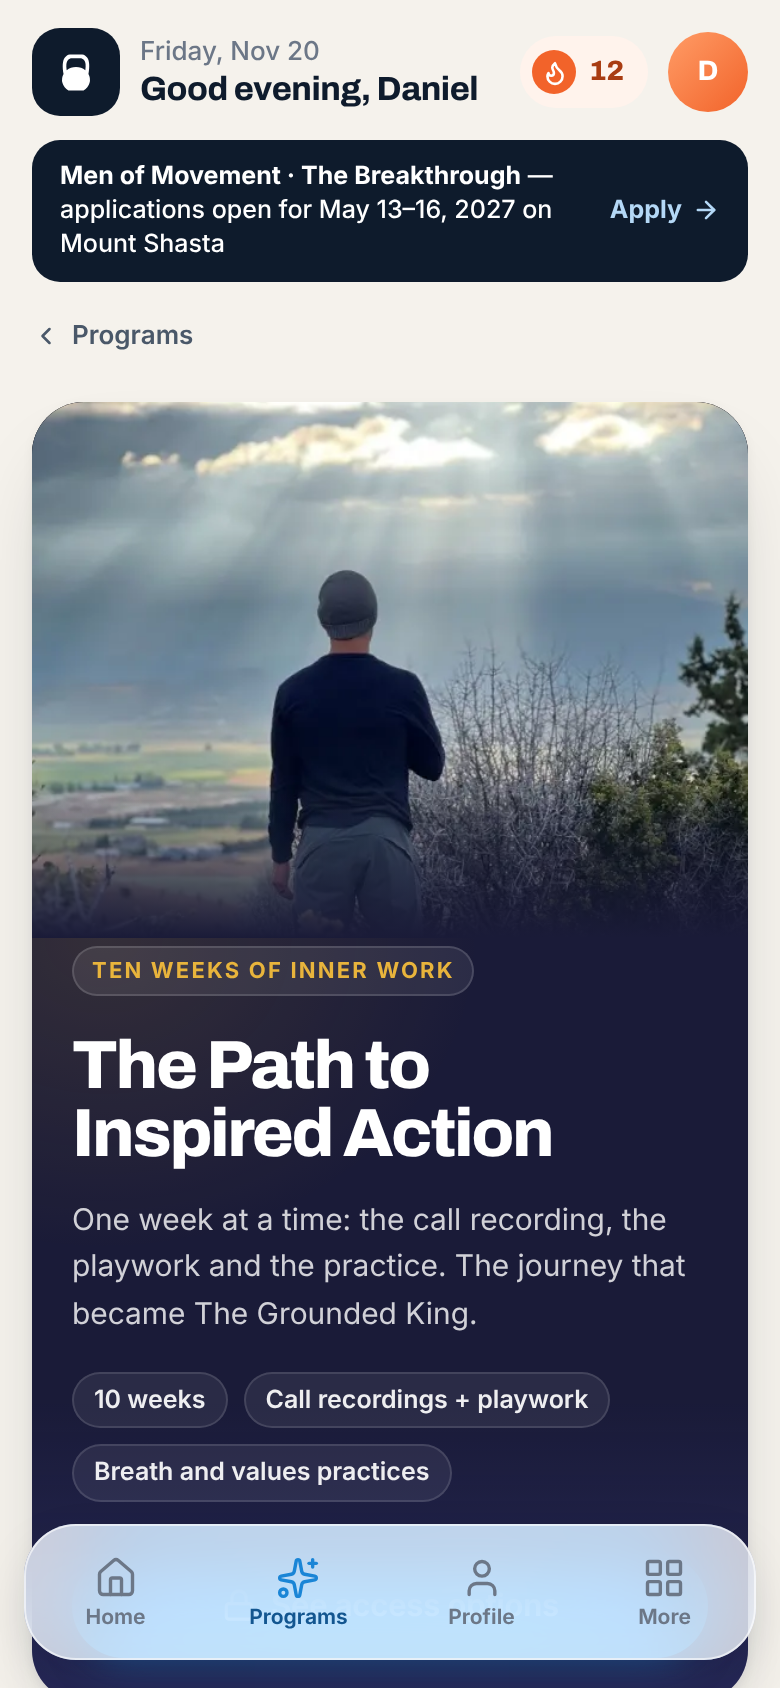 Friday, Nov 20
Good evening, Daniel
12
D
Men of Movement · The Breakthrough —
applications open for May 13–16, 2027 on
Mount Shasta
Apply
Programs
TEN WEEKS OF INNER WORK
The Path to
Inspired Action
One week at a time: the call recording, the
playwork and the practice. The journey that
became The Grounded King.
10 weeks
Call recordings + playwork
Breath and values practices
access
Home
Programs
Profile
More